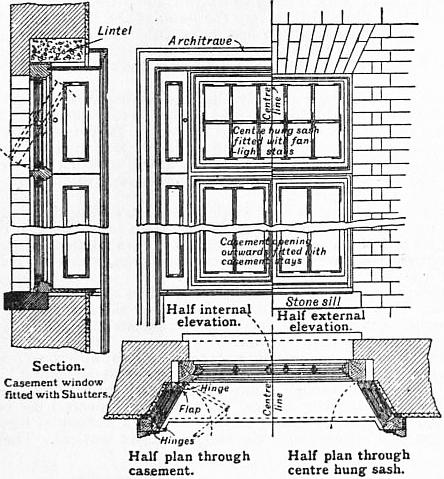 Lintel
Architrave
Centre
line
Centre hung sash
fitted with fan
-light stays
Casement opening
outwards fitted with
casement stays
Stone sill
Half internal
elevation.
Half external
elevation.
Section.
Casement window
fitted with Shutters.
Hinge
Flap
Centre
line
Hinges
Half plan through
casement.
Half plan through
centre hung sash.